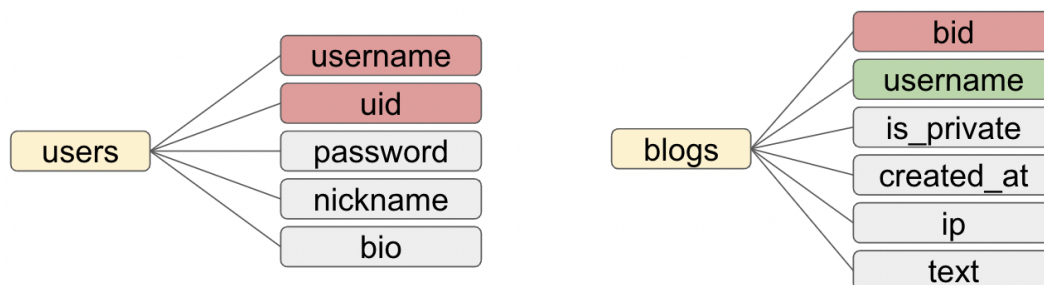 users
username
uid
password
nickname
bio
blogs
bid
username
is_private
created_at
ip
text